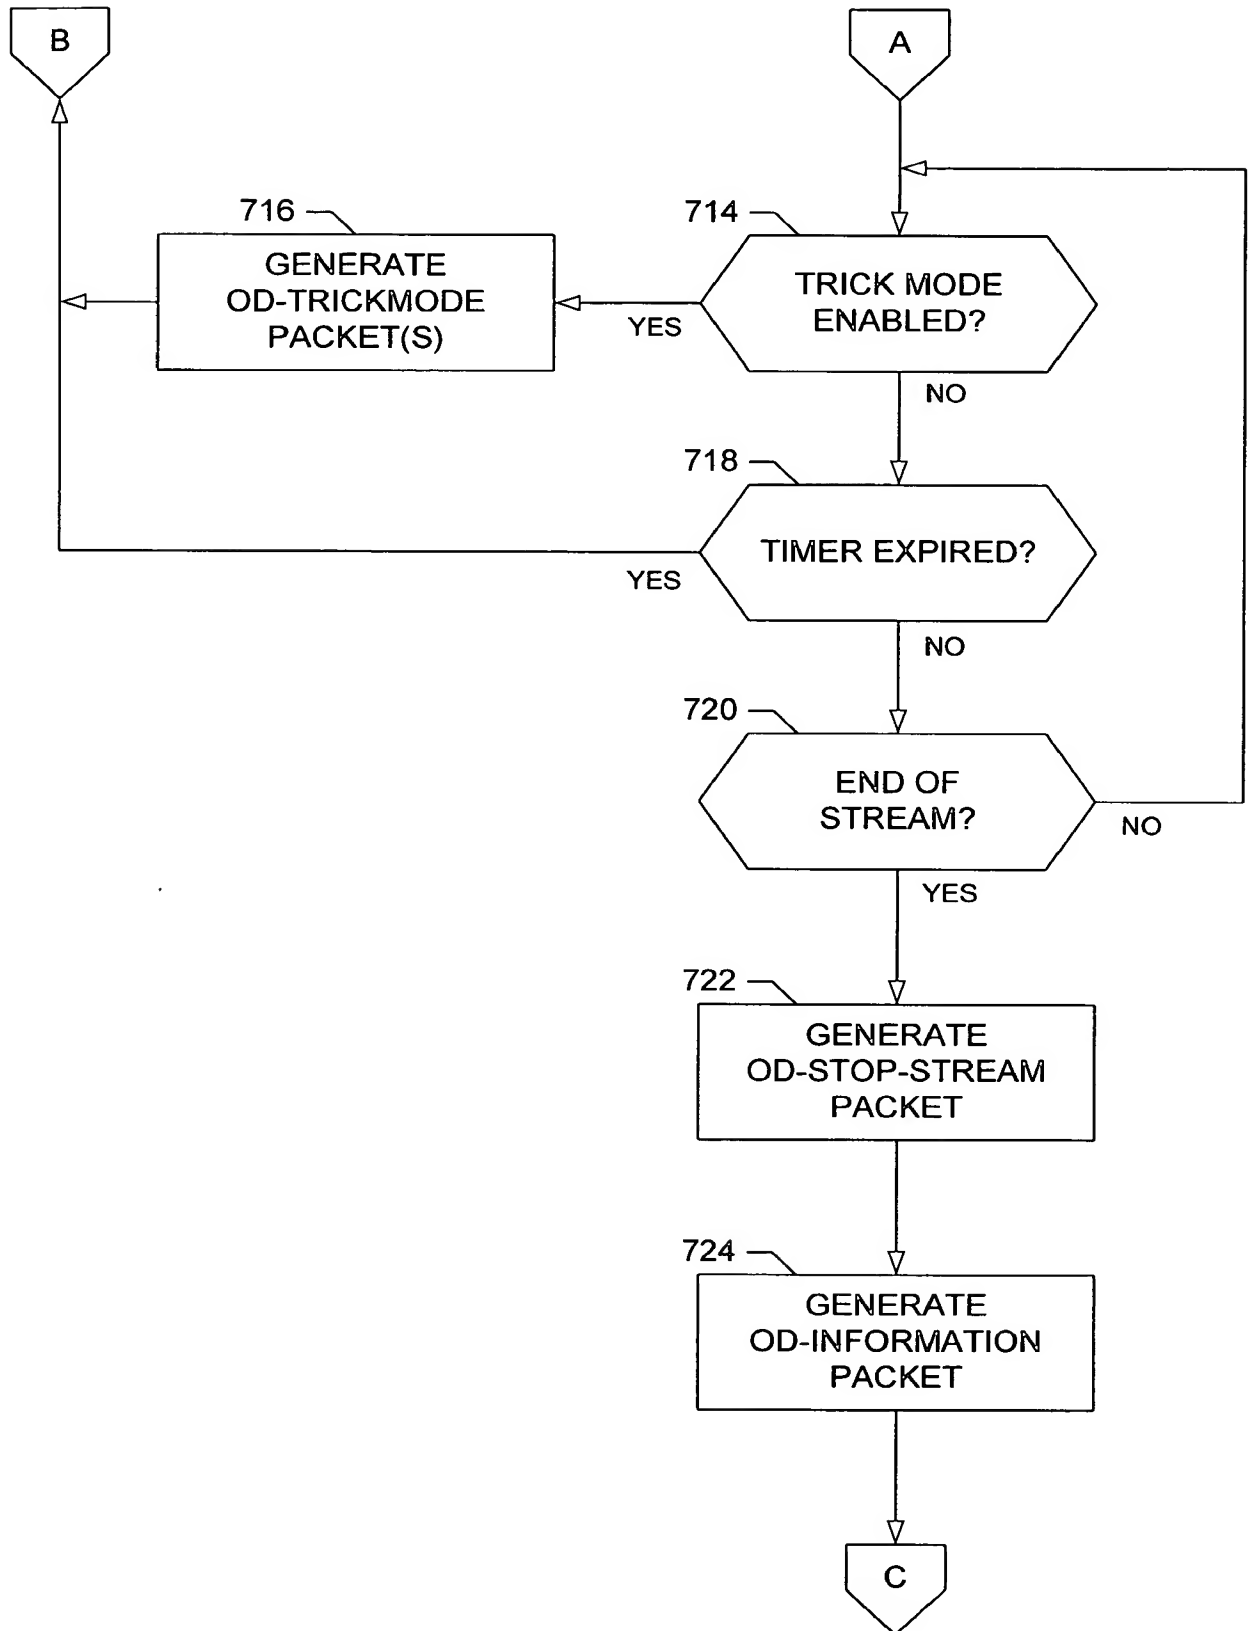 B
A
716
GENERATE
OD-TRICKMODE
PACKET(S)
714
TRICK MODE
ENABLED?
YES
NO
718
TIMER EXPIRED?
YES
NO
720
END OF
STREAM?
NO
YES
722
GENERATE
OD-STOP-STREAM
PACKET
724
GENERATE
OD-INFORMATION
PACKET
C